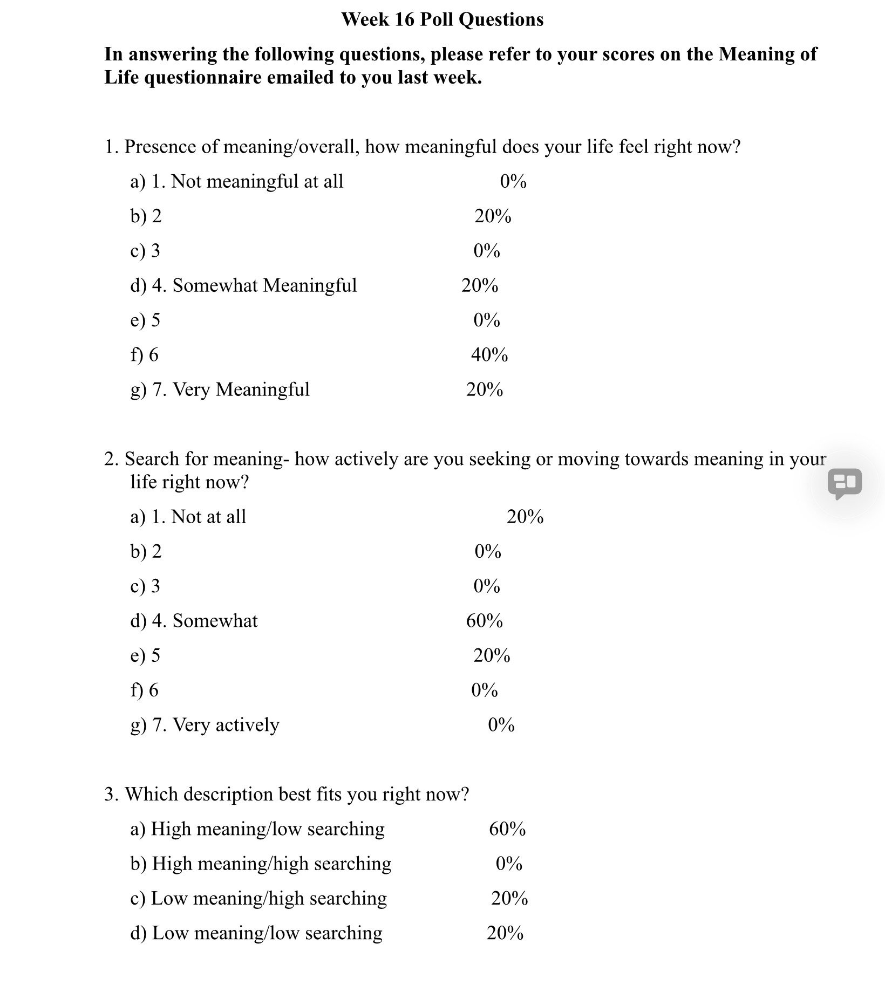 Week 16 Poll Questions
In answering the following questions, please refer to your scores on the Meaning of
Life questionnaire emailed to you last week.
1. Presence of meaning/overall, how meaningful does your life feel right now?
a) 1. Not meaningful at all 0%
b) 2 20%
c) 3 0%
d) 4. Somewhat Meaningful 20%
e) 5 0%
f) 6 40%
g) 7. Very Meaningful 20%
2. Search for meaning- how actively are you seeking or moving towards meaning in your
life right now?
a) 1. Not at all 20%
b) 2 0%
c) 3 0%
d) 4. Somewhat 60%
e) 5 20%
f) 6 0%
g) 7. Very actively 0%
3. Which description best fits you right now?
a) High meaning/low searching 60%
b) High meaning/high searching 0%
c) Low meaning/high searching 20%
d) Low meaning/low searching 20%